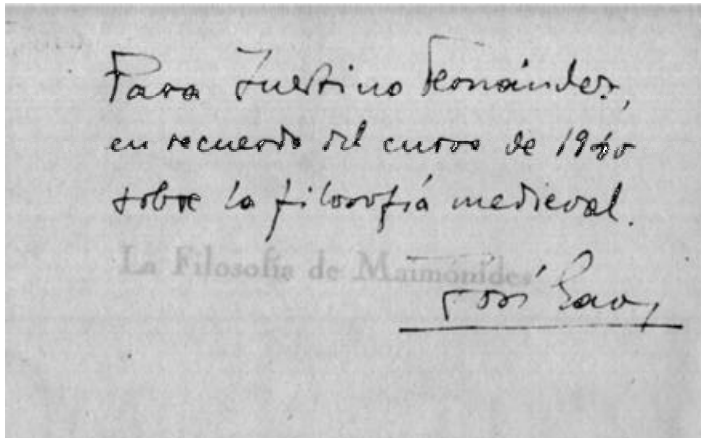 Para Justino Fernández,
en recuerdo del curso de 1940
sobre la filosofía medieval.
La Filosofía de Maimónides
José Gaos